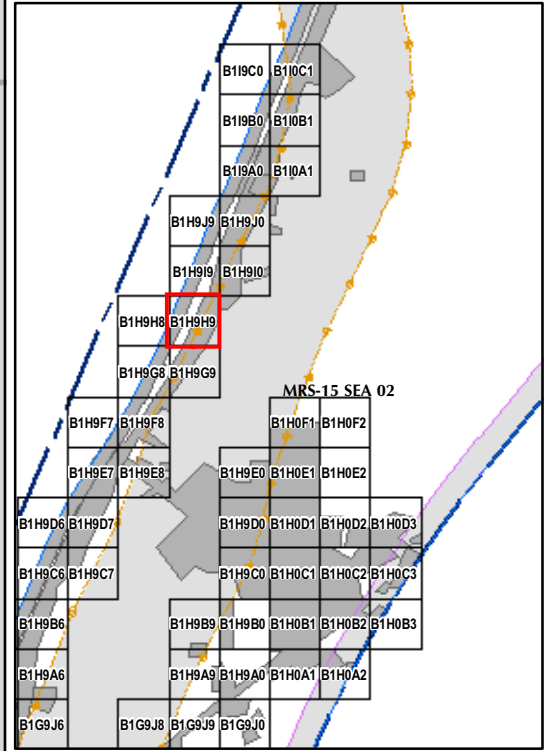 B1I9C0 B1I0C1
B1I9B0 B1I0B1
B1I9A0 B1I0A1
B1H9J9 B1H9J0
B1H9I9 B1H9I0
B1H9H8 B1H9H9
B1H9G8 B1H9G9
MRS-15 SEA 02
B1H9F7 B1H9F8 B1H0F1 B1H0F2
B1H9E7 B1H9E8 B1H9E0 B1H0E1 B1H0E2
B1H9D6 B1H9D7 B1H9D0 B1H0D1 B1H0D2 B1H0D3
B1H9C6 B1H9C7 B1H9C0 B1H0C1 B1H0C2 B1H0C3
B1H9B6 B1H9B9 B1H9B0 B1H0B1 B1H0B2 B1H0B3
B1H9A6 B1H9A9 B1H9A0 B1H0A1 B1H0A2
B1G9J6 B1G9J8 B1G9J9 B1G9J0